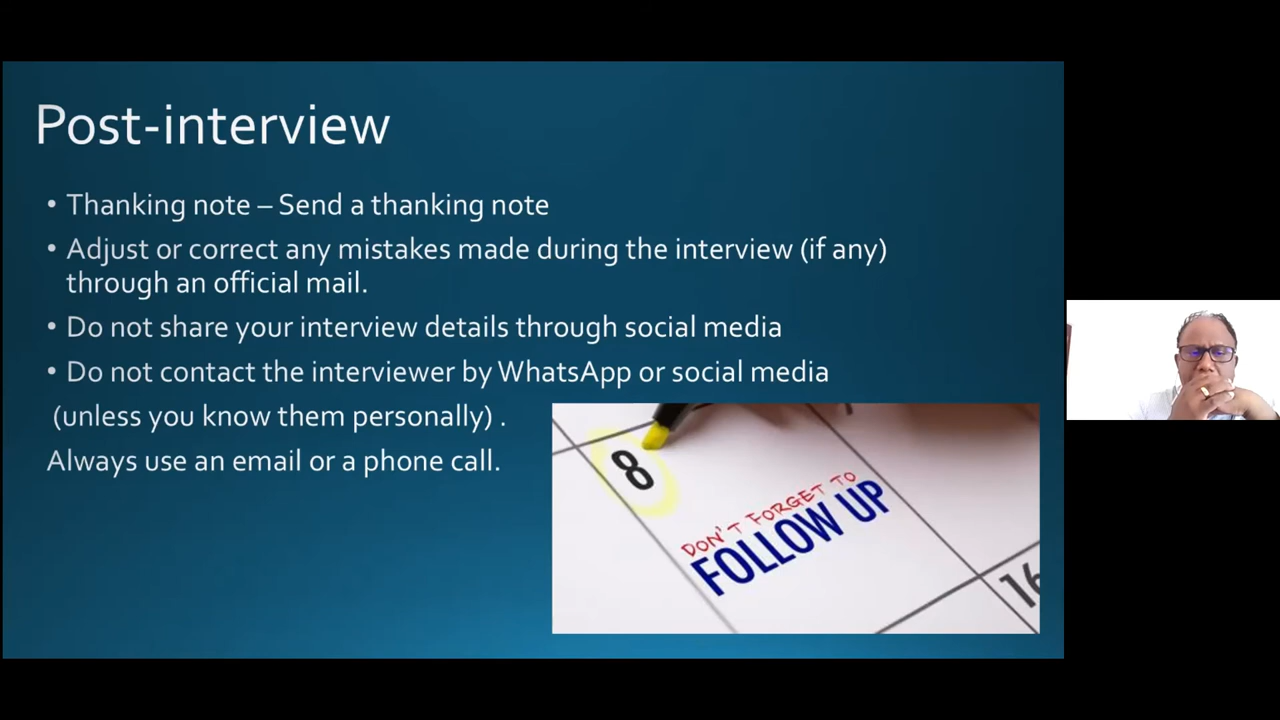 Post-interview
• Thanking note – Send a thanking note
• Adjust or correct any mistakes made during the interview (if any)
through an official mail.
• Do not share your interview details through social media
• Do not contact the interviewer by WhatsApp or social media
(unless you know them personally) .
Always use an email or a phone call.
8
DON'T FORGET TO
FOLLOW UP
16